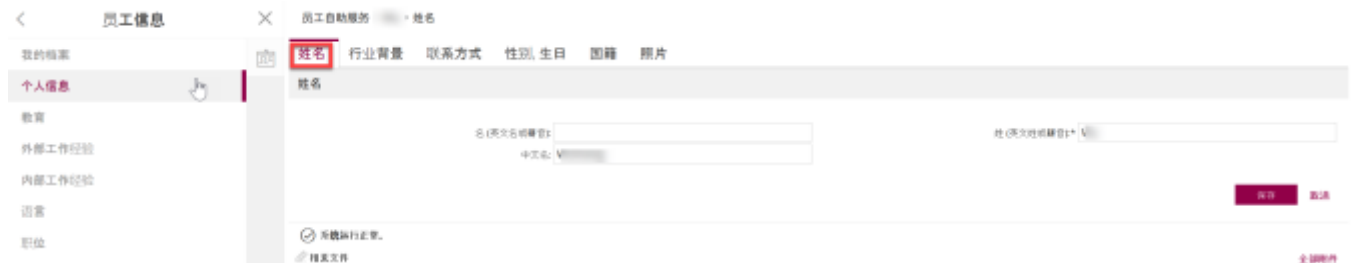 员工信息
我的档案
个人信息
教育
外部工作经验
内部工作经验
语言
职位
员工自助服务 - 姓名
姓名 行业背景 联系方式 性别, 生日 国籍 照片
姓名
名 (英文名或拼音):
姓 (英文姓或拼音):* V
中文名: V
保存 取消
系统运行正常。
相关文件 全部附件